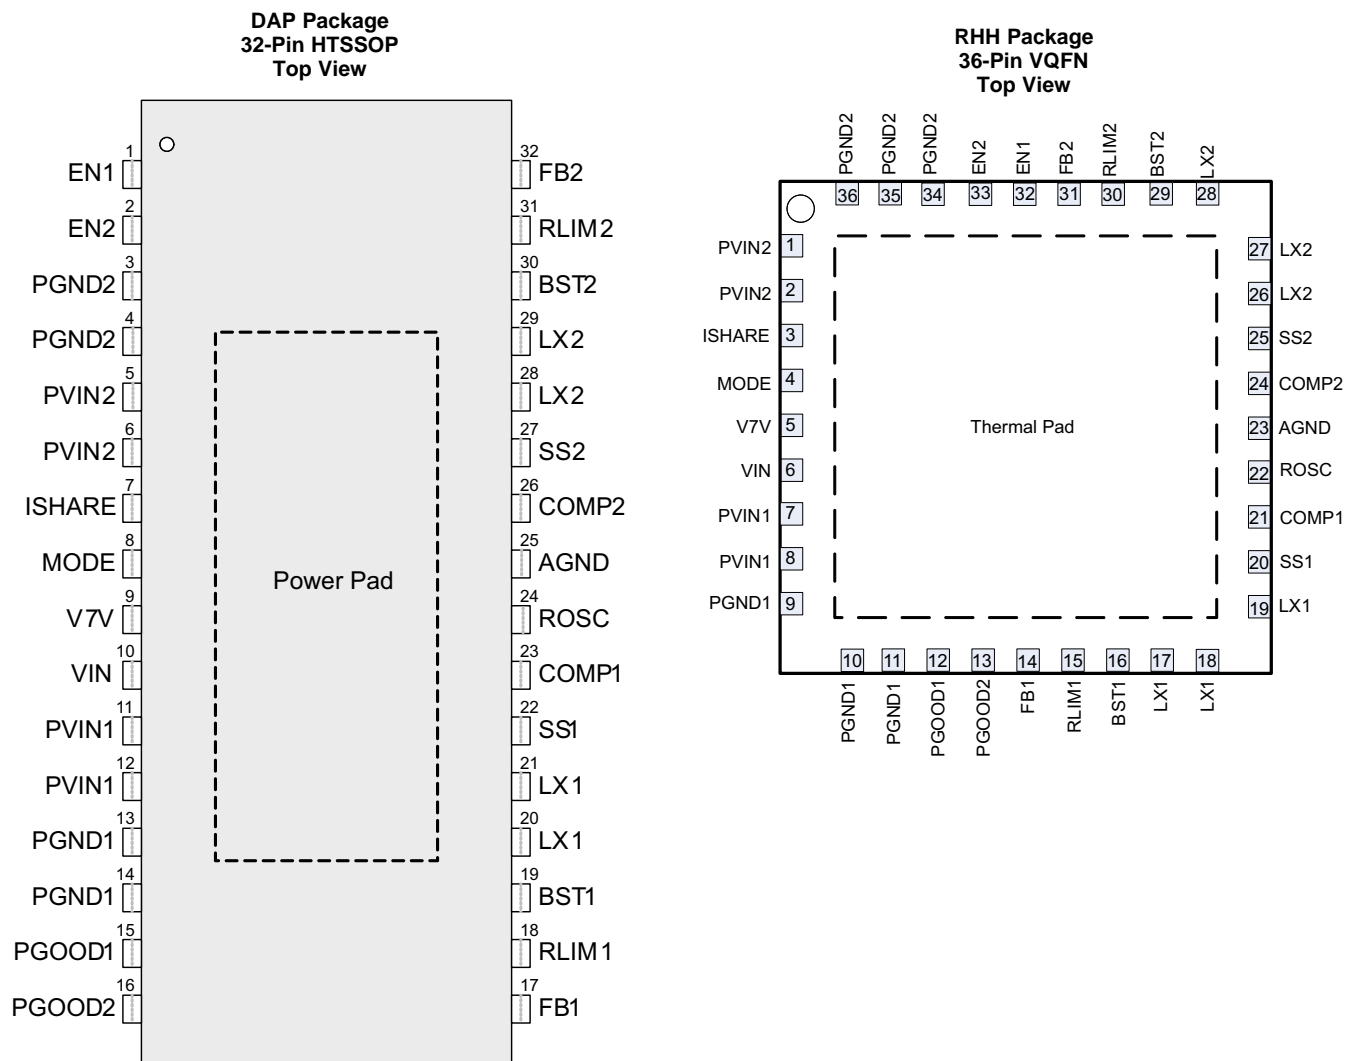 DAP Package
32-Pin HTSSOP
Top View
1
EN1
2
EN2
3
PGND2
4
PGND2
5
PVIN2
6
PVIN2
7
ISHARE
8
MODE
9
V7V
10
VIN
11
PVIN1
12
PVIN1
13
PGND1
14
PGND1
15
PGOOD1
16
PGOOD2
Power Pad
32
FB2
31
RLIM2
30
BST2
29
LX2
28
LX2
27
SS2
26
COMP2
25
AGND
24
ROSC
23
COMP1
22
SS1
21
LX1
20
LX1
19
BST1
18
RLIM1
17
FB1
RHH Package
36-Pin VQFN
Top View
PGND2
PGND2
PGND2
EN2
EN1
FB2
RLIM2
BST2
LX2
36 35 34 33 32 31 30 29 28
PVIN2 1
PVIN2 2
ISHARE 3
MODE 4
V7V 5
VIN 6
PVIN1 7
PVIN1 8
PGND1 9
Thermal Pad
27 LX2
26 LX2
25 SS2
24 COMP2
23 AGND
22 ROSC
21 COMP1
20 SS1
19 LX1
10 11 12 13 14 15 16 17 18
PGND1
PGND1
PGOOD1
PGOOD2
FB1
RLIM1
BST1
LX1
LX1